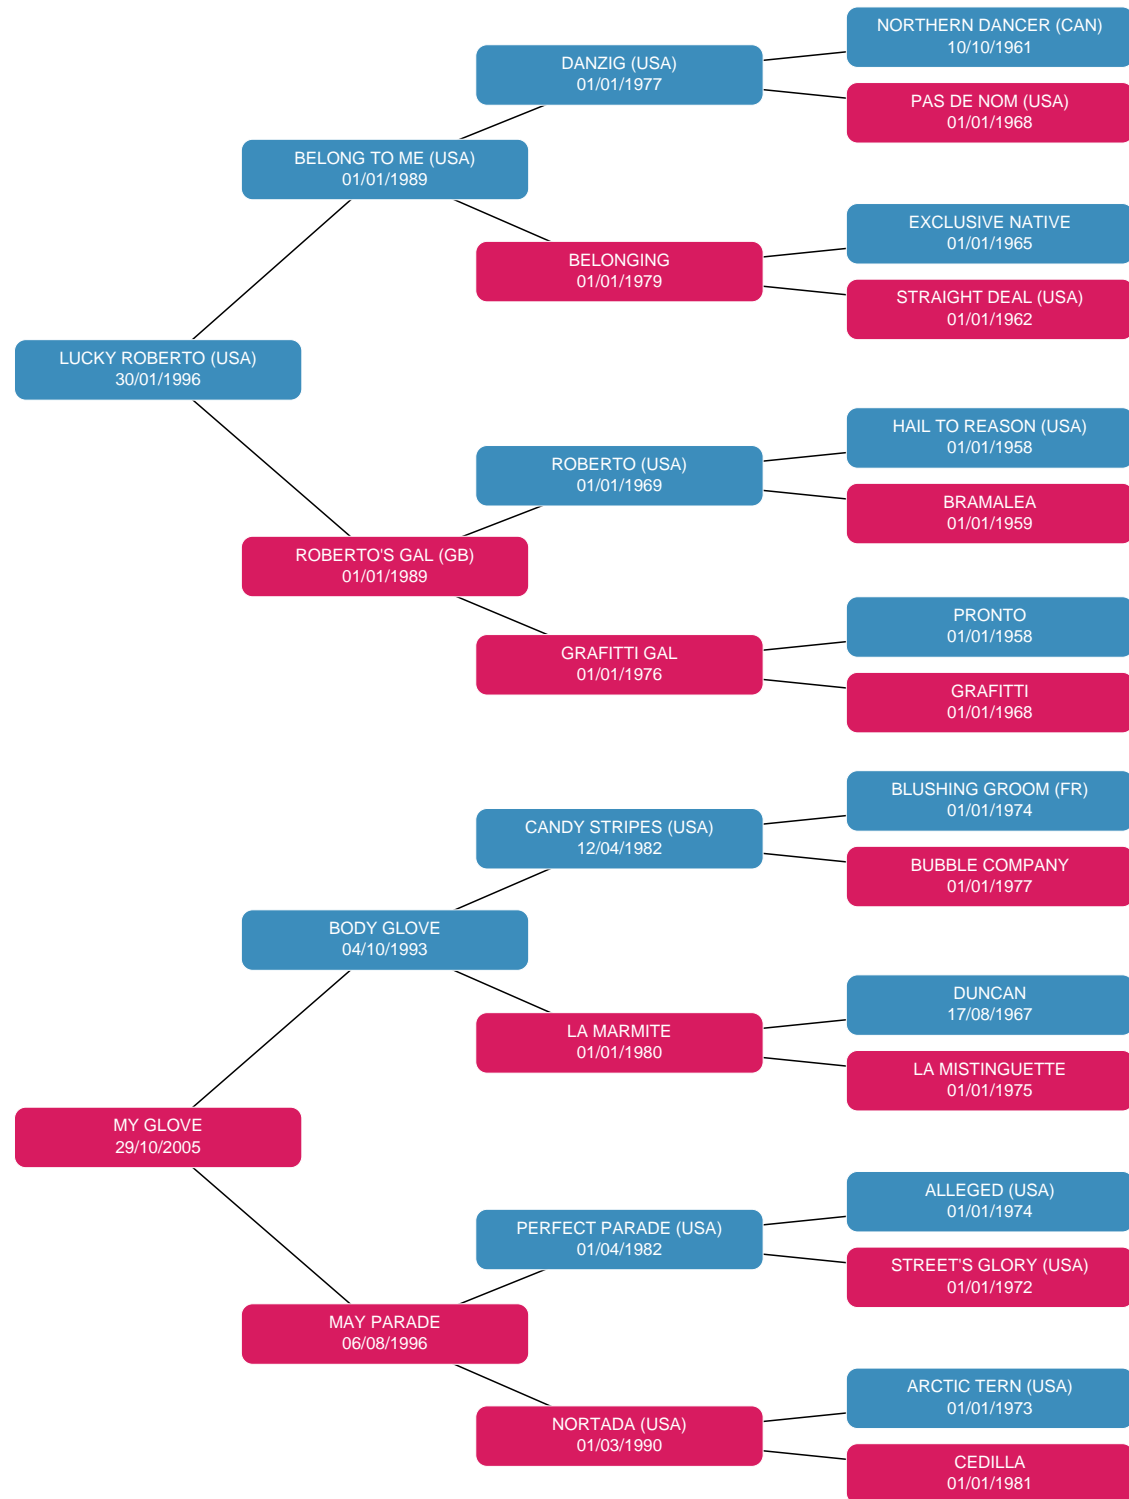 NORTHERN DANCER (CAN)
10/10/1961
DANZIG (USA)
01/01/1977
PAS DE NOM (USA)
01/01/1968
BELONG TO ME (USA)
01/01/1989
EXCLUSIVE NATIVE
01/01/1965
BELONGING
01/01/1979
STRAIGHT DEAL (USA)
01/01/1962
LUCKY ROBERTO (USA)
30/01/1996
HAIL TO REASON (USA)
01/01/1958
ROBERTO (USA)
01/01/1969
BRAMALEA
01/01/1959
ROBERTO'S GAL (GB)
01/01/1989
PRONTO
01/01/1958
GRAFITTI GAL
01/01/1976
GRAFITTI
01/01/1968
BLUSHING GROOM (FR)
01/01/1974
CANDY STRIPES (USA)
12/04/1982
BUBBLE COMPANY
01/01/1977
BODY GLOVE
04/10/1993
DUNCAN
17/08/1967
LA MARMITE
01/01/1980
LA MISTINGUETTE
01/01/1975
MY GLOVE
29/10/2005
ALLEGED (USA)
01/01/1974
PERFECT PARADE (USA)
01/04/1982
STREET'S GLORY (USA)
01/01/1972
MAY PARADE
06/08/1996
ARCTIC TERN (USA)
01/01/1973
NORTADA (USA)
01/03/1990
CEDILLA
01/01/1981